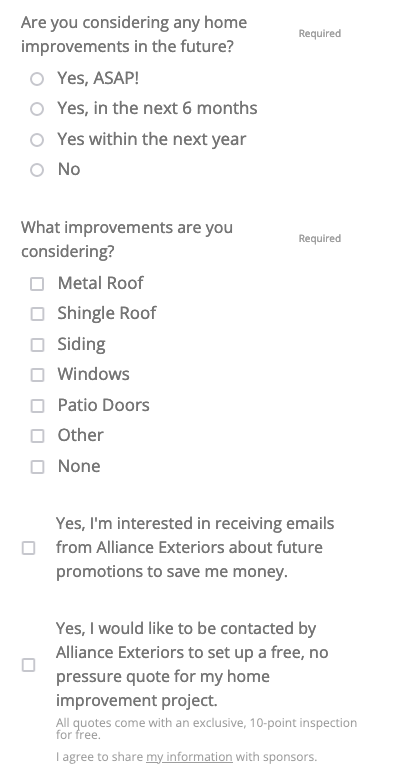 Are you considering any home
improvements in the future?
Required
Yes, ASAP!
Yes, in the next 6 months
Yes within the next year
No
What improvements are you
considering?
Required
Metal Roof
Shingle Roof
Siding
Windows
Patio Doors
Other
None
Yes, I'm interested in receiving emails
from Alliance Exteriors about future
promotions to save me money.
Yes, I would like to be contacted by
Alliance Exteriors to set up a free, no
pressure quote for my home
improvement project.
All quotes come with an exclusive, 10-point inspection
for free.
I agree to share my information with sponsors.